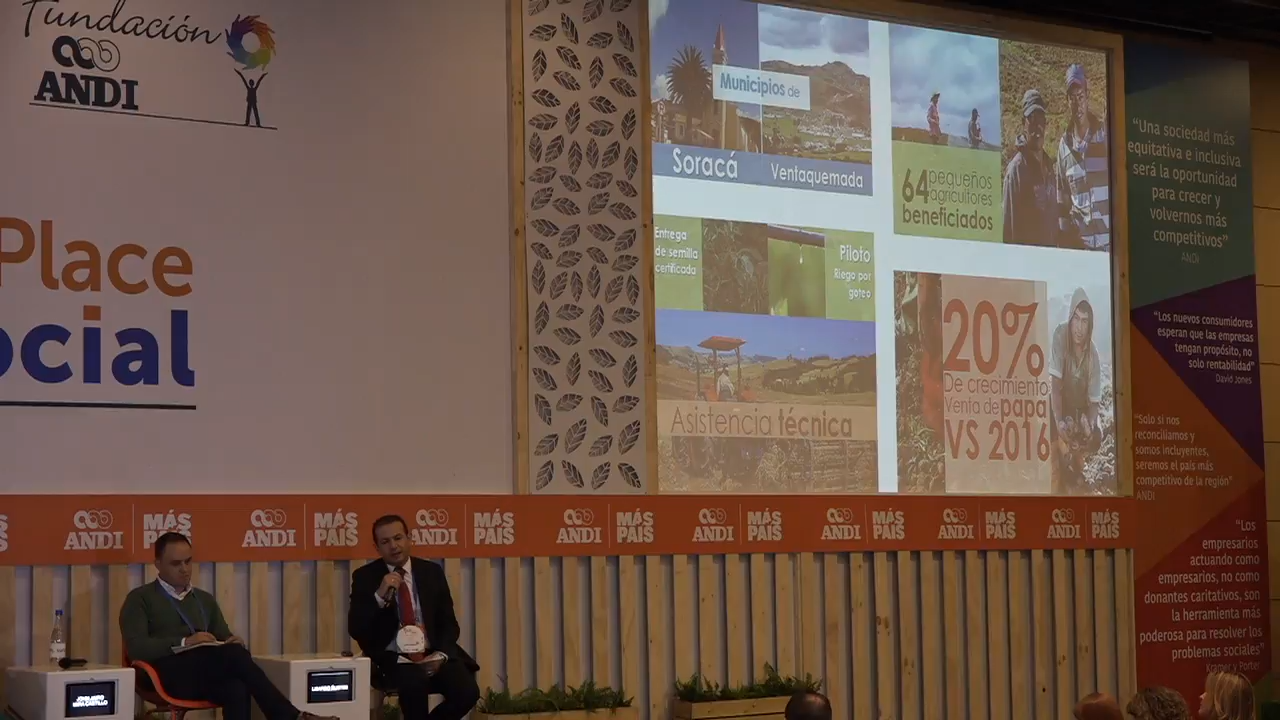 Fundación
ANDI
Place
ocial
Municipios de
Soracá
Ventaquemada
64 pequeños
agricultores
beneficiados
Entrega
de semilla
certificada
Piloto
Riego por
goteo
Asistencia técnica
20%
De crecimiento
Venta de papa
VS 2016
"Una sociedad más
equitativa e inclusiva
será la oportunidad
para crecer y
volvernos más
competitivos"
ANDI
"Los nuevos consumidores
esperan que las empresas
tengan propósito, no
solo rentabilidad"
David Jones
"Solo si nos
reconciliamos y
somos incluyentes,
seremos el país más
competitivo de la región"
ANDI
"Los
empresarios
actuando como
empresarios, no como
donantes caritativos, son
la herramienta más
poderosa para resolver los
problemas sociales"
Kramer y Porter
S ANDI MÁS PAÍS ANDI MÁS PAÍS ANDI MÁS PAÍS ANDI MÁS PAÍS ANDI MÁS PAÍS ANDI MÁS PAÍS ANDI MÁS PAÍS ANDI MÁS PAÍS
CASTILLO